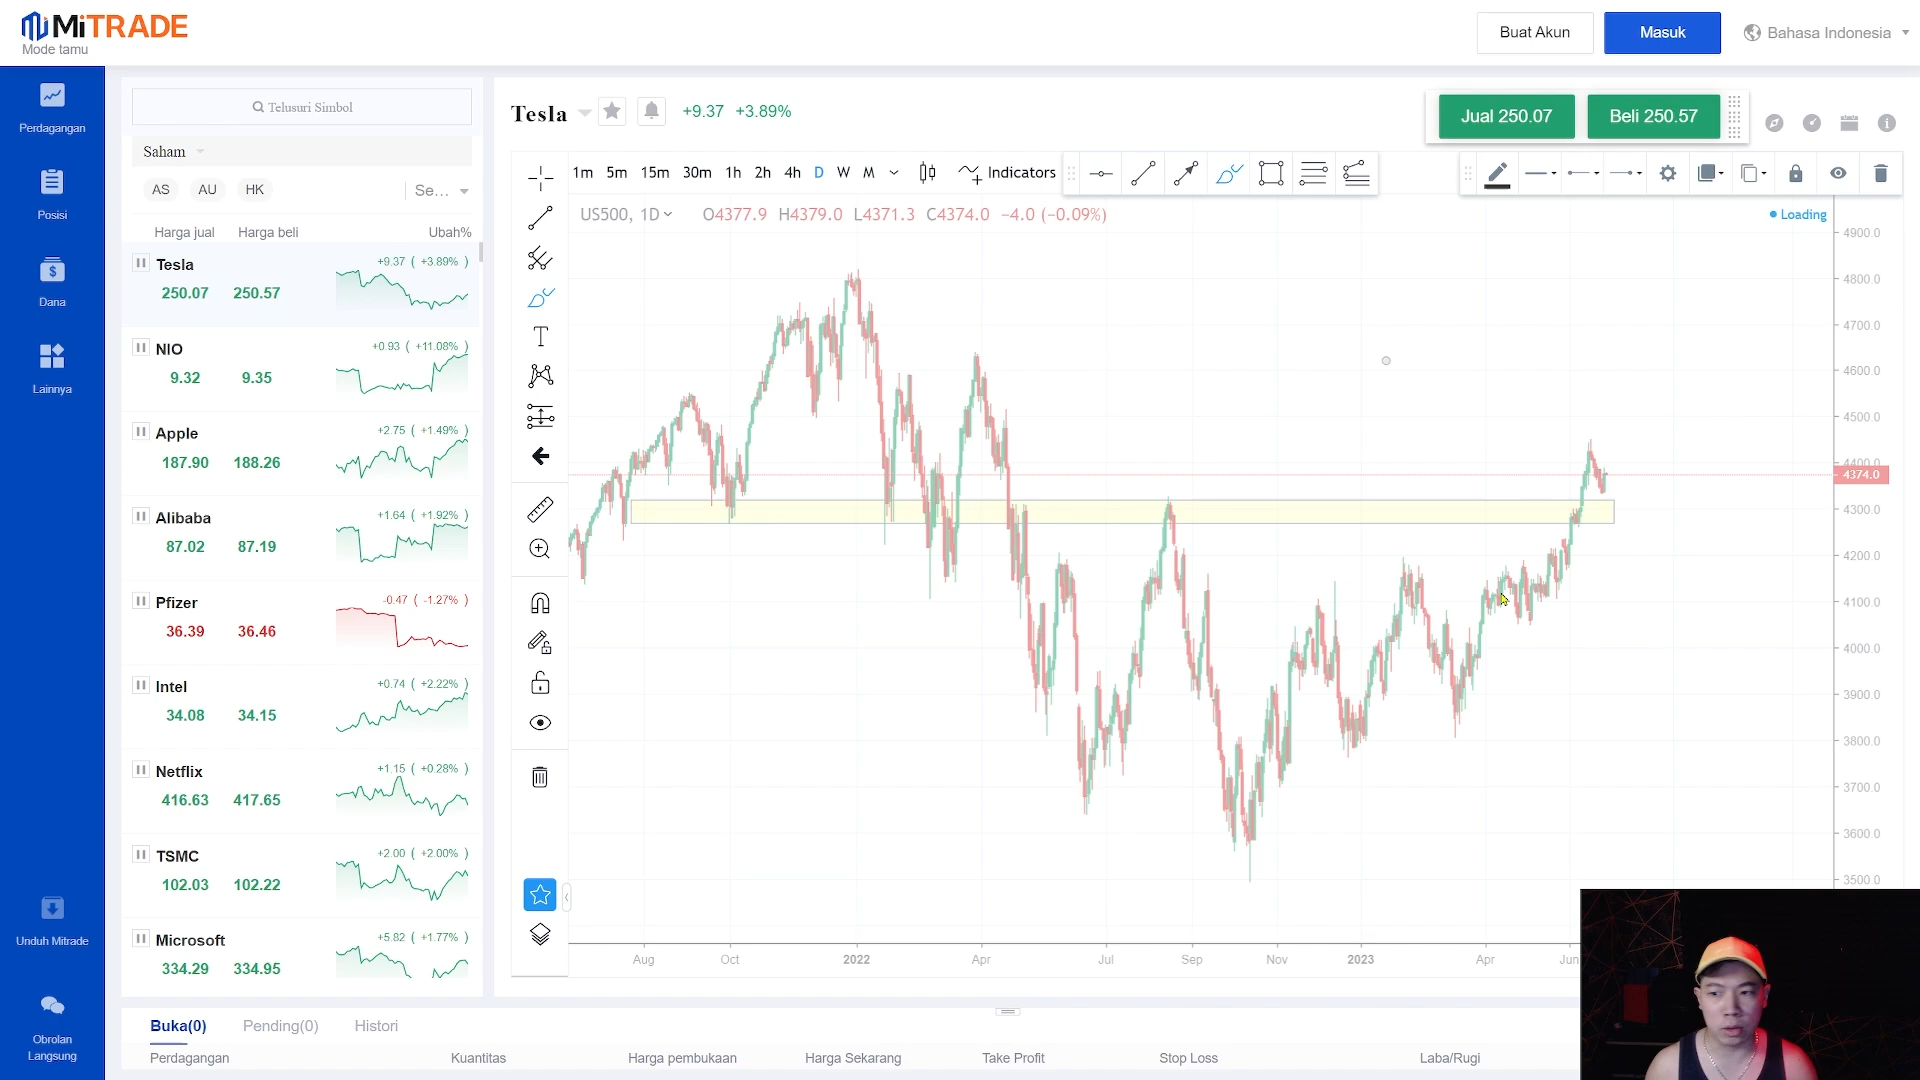 MiTRADE
Mode tamu
Buat Akun
Masuk
Bahasa Indonesia
Perdagangan
Posisi
Dana
Lainnya
Unduh Mitrade
Obrolan
Langsung
Telusuri Simbol
Saham
AS AU HK Se...
Harga jual Harga beli Ubah%
Tesla +9.37 ( +3.89% )
250.07 250.57
NIO +0.93 ( +11.08% )
9.32 9.35
Apple +2.75 ( +1.49% )
187.90 188.26
Alibaba +1.64 ( +1.92% )
87.02 87.19
Pfizer -0.47 ( -1.27% )
36.39 36.46
Intel +0.74 ( +2.22% )
34.08 34.15
Netflix +1.15 ( +0.28% )
416.63 417.65
TSMC +2.00 ( +2.00% )
102.03 102.22
Microsoft +5.82 ( +1.77% )
334.29 334.95
Tesla +9.37 +3.89%
Jual 250.07 Beli 250.57
1m 5m 15m 30m 1h 2h 4h D W M Indicators
US500, 1D O4377.9 H4379.0 L4371.3 C4374.0 −4.0 (−0.09%)
Loading
4900.0
4800.0
4700.0
4600.0
4500.0
4400.0
4374.0
4300.0
4200.0
4100.0
4000.0
3900.0
3800.0
3700.0
3600.0
3500.0
Aug Oct 2022 Apr Jul Sep Nov 2023 Apr Jun
Buka(0) Pending(0) Histori
Perdagangan Kuantitas Harga pembukaan Harga Sekarang Take Profit Stop Loss Laba/Rugi